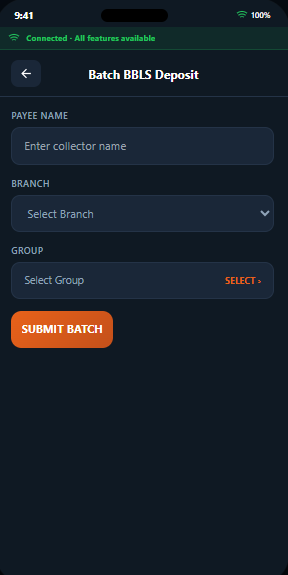 9:41
100%
Connected · All features available
Batch BBLS Deposit
PAYEE NAME
Enter collector name
BRANCH
Select Branch
GROUP
Select Group
SELECT ›
SUBMIT BATCH